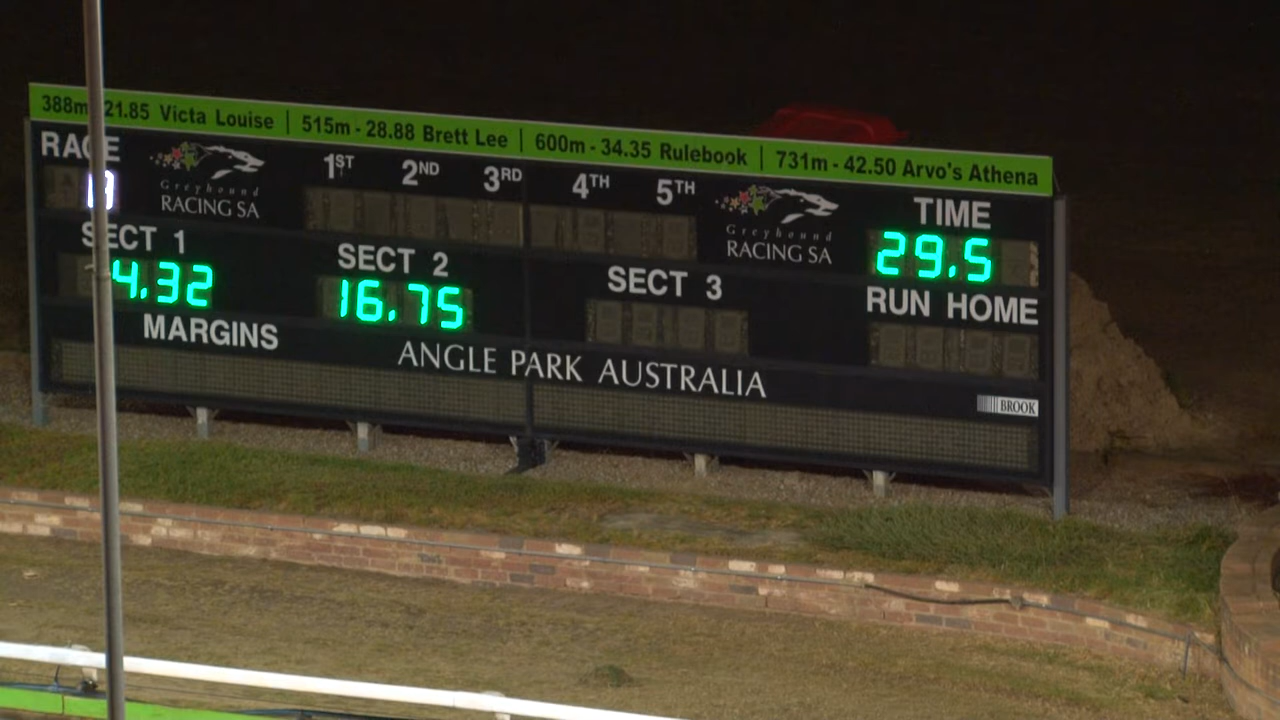 388m 21.85 Victa Louise | 515m - 28.88 Brett Lee | 600m - 34.35 Rulebook | 731m - 42.50 Arvo's Athena
RACE
Greyhound
RACING SA
1ST 2ND 3RD 4TH 5TH
Greyhound
RACING SA
TIME
29.5
SECT 1
4.32
SECT 2
16.75
SECT 3
RUN HOME
MARGINS
ANGLE PARK AUSTRALIA
BROOK